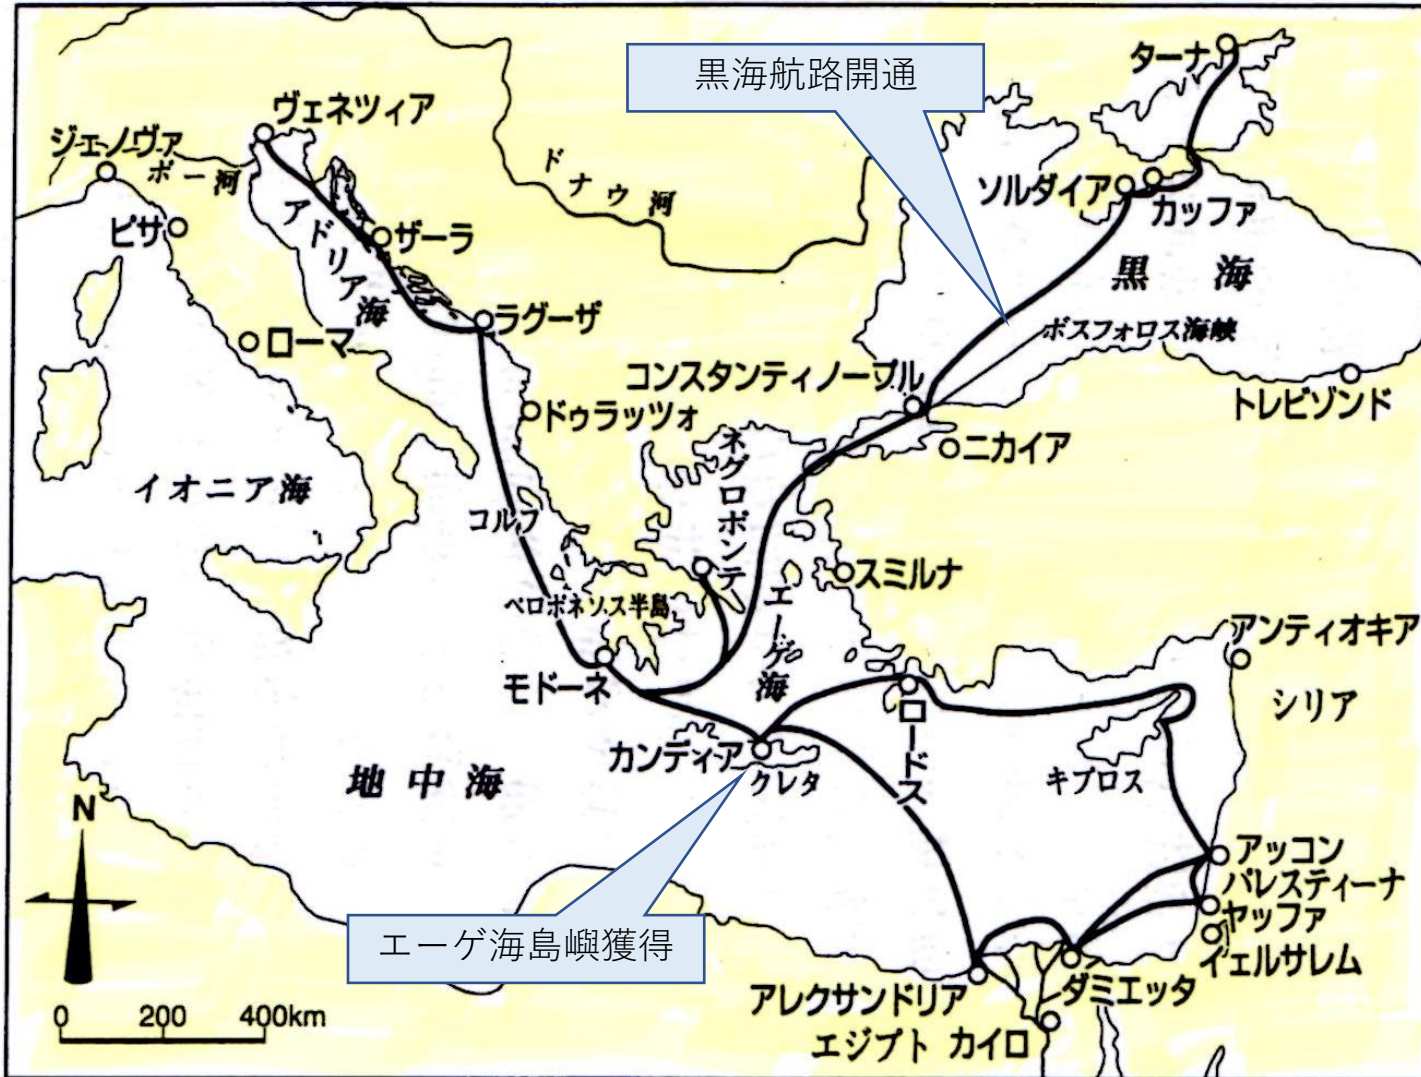 黒海航路開通
ターナ
ヴェネツィア
ジェノヴァ
ポー河
ドナウ河
ソルダイア
カッファ
ピサ
アドリア海
ザーラ
黒海
ラグーザ
ローマ
ボスフォロス海峡
コンスタンティノープル
トレビゾンド
ドゥラッツォ
ネグロポンテ
ニカイア
イオニア海
コルフ
スミルナ
ペロポネソス半島
エーゲ海
アンティオキア
モドーネ
シリア
ロードス
カンディア
クレタ
キプロス
地中海
N
アッコン
パレスティーナ
ヤッファ
エーゲ海島嶼獲得
イェルサレム
アレクサンドリア
ダミエッタ
0 200 400km
エジプト カイロ